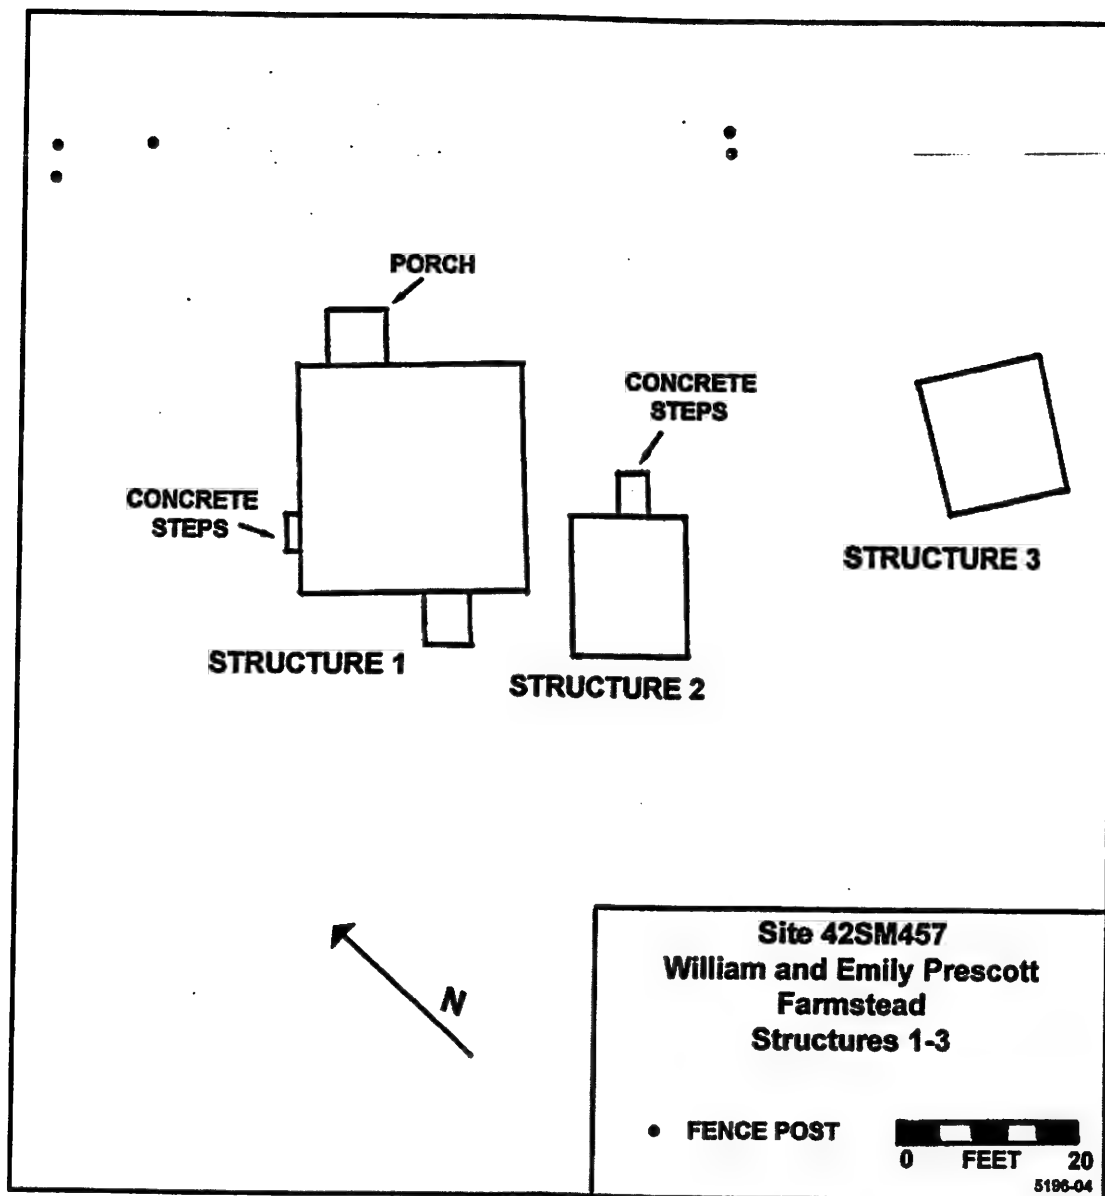 PORCH
CONCRETE
STEPS
CONCRETE
STEPS
STRUCTURE 3
STRUCTURE 1
STRUCTURE 2
N
Site 42SM457
William and Emily Prescott
Farmstead
Structures 1-3
• FENCE POST
0 FEET 20
5196-04